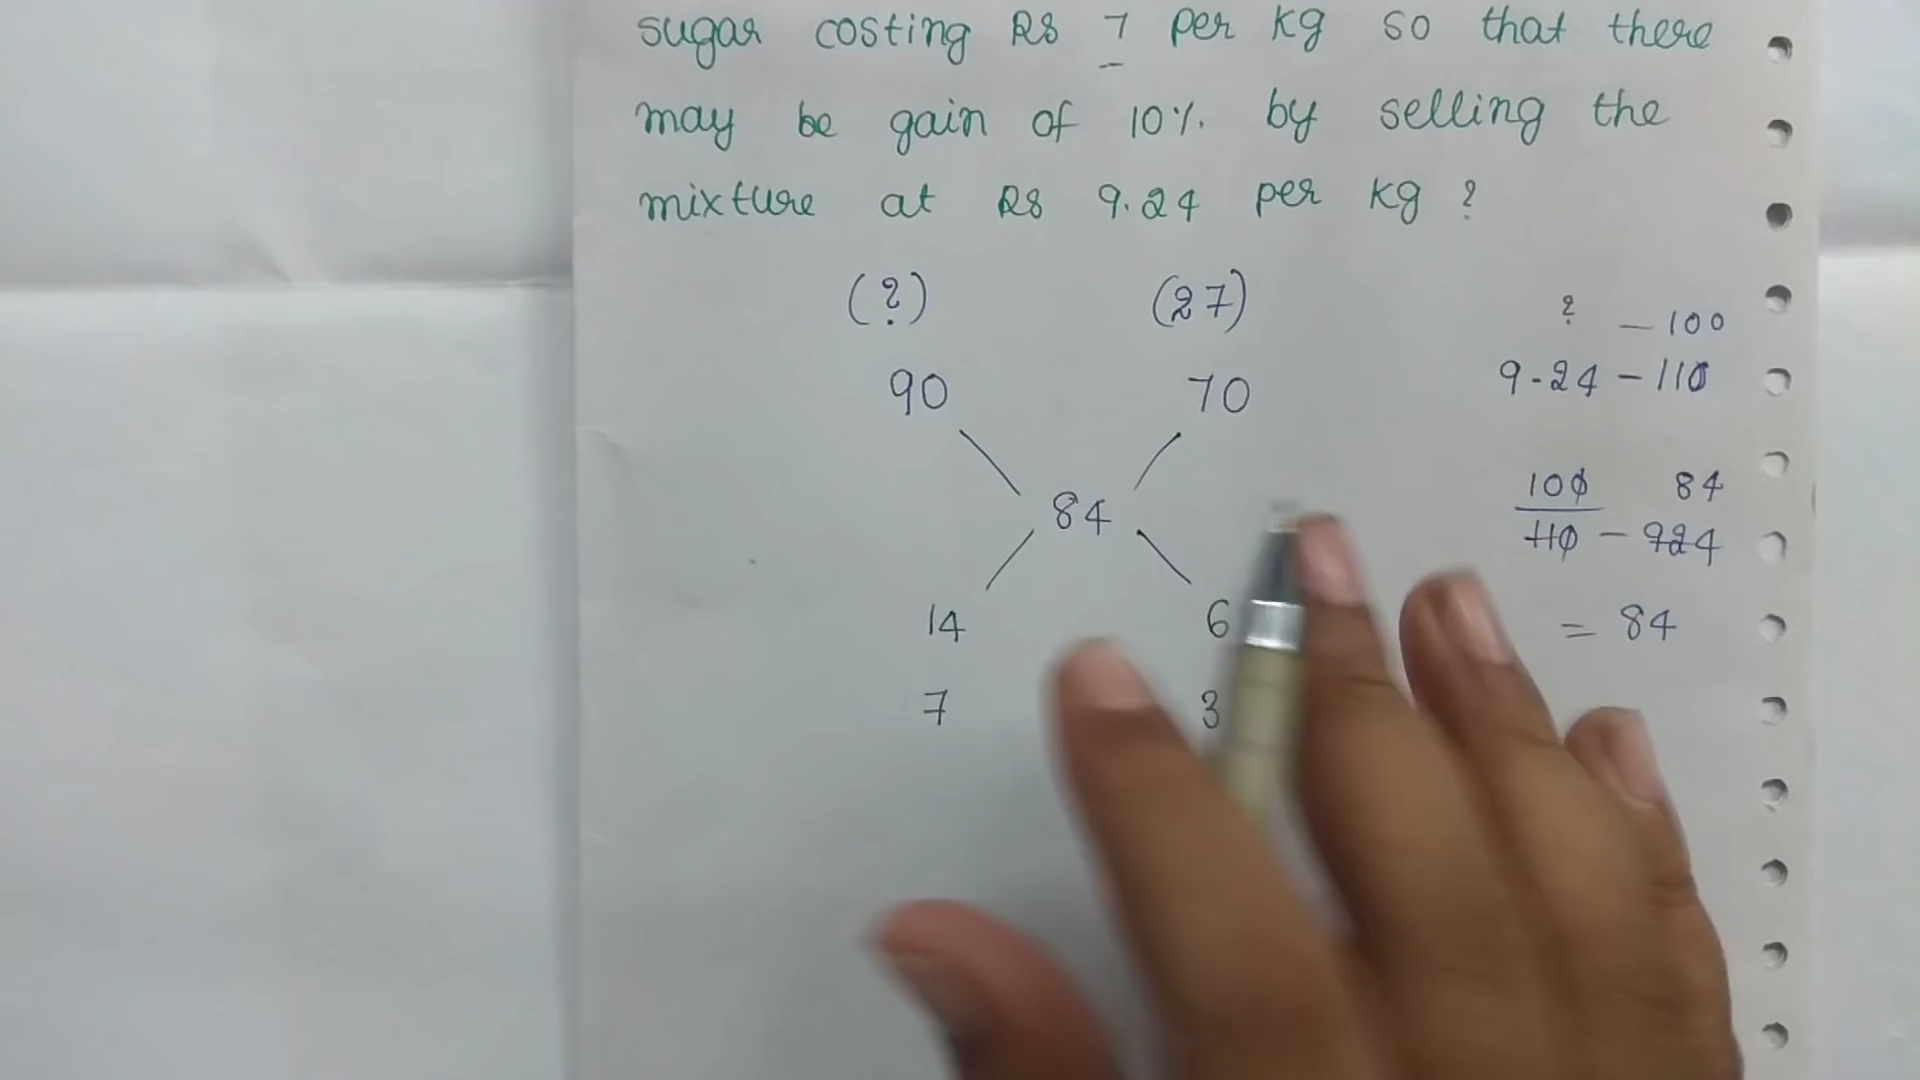 sugar costing Rs 7 per kg so that there
may be gain of 10% by selling the
mixture at Rs 9.24 per kg ?
(?) (27)
90 70
84
14 6
7 3
? — 100
9.24 — 110
100 84
110 — 924
= 84